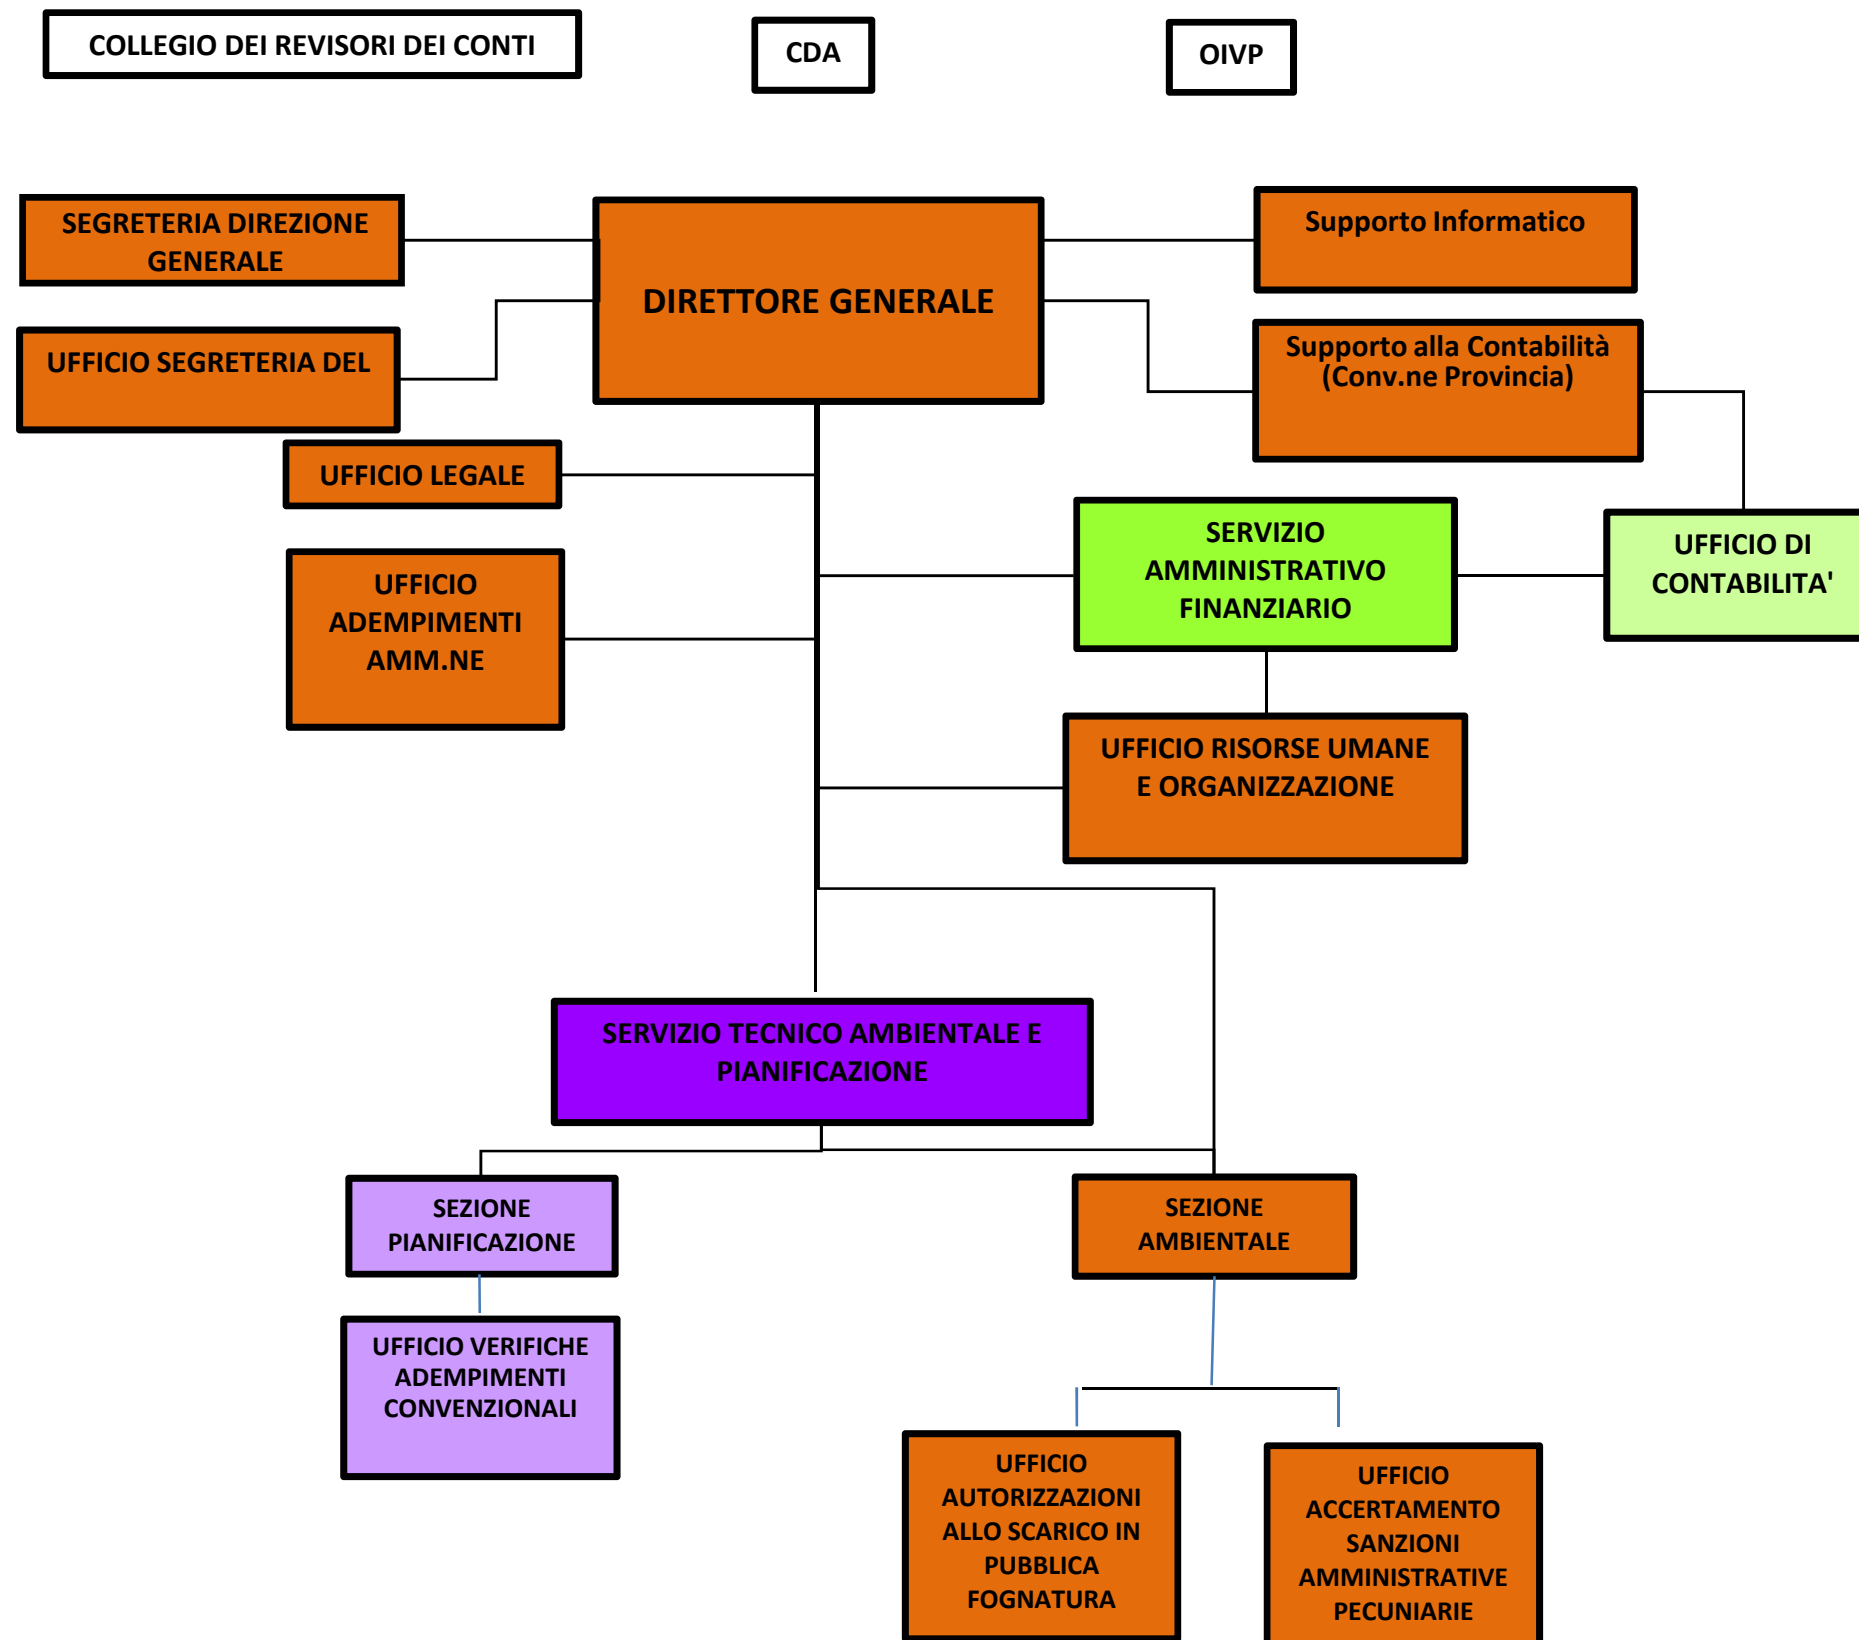 COLLEGIO DEI REVISORI DEI CONTI
CDA
OIVP
SEGRETERIA DIREZIONE
GENERALE
DIRETTORE GENERALE
Supporto Informatico
UFFICIO SEGRETERIA DEL
Supporto alla Contabilità
(Conv.ne Provincia)
UFFICIO LEGALE
SERVIZIO
AMMINISTRATIVO
FINANZIARIO
UFFICIO DI
CONTABILITA'
UFFICIO
ADEMPIMENTI
AMM.NE
UFFICIO RISORSE UMANE
E ORGANIZZAZIONE
SERVIZIO TECNICO AMBIENTALE E
PIANIFICAZIONE
SEZIONE
PIANIFICAZIONE
SEZIONE
AMBIENTALE
UFFICIO VERIFICHE
ADEMPIMENTI
CONVENZIONALI
UFFICIO
AUTORIZZAZIONI
ALLO SCARICO IN
PUBBLICA
FOGNATURA
UFFICIO
ACCERTAMENTO
SANZIONI
AMMINISTRATIVE
PECUNIARIE